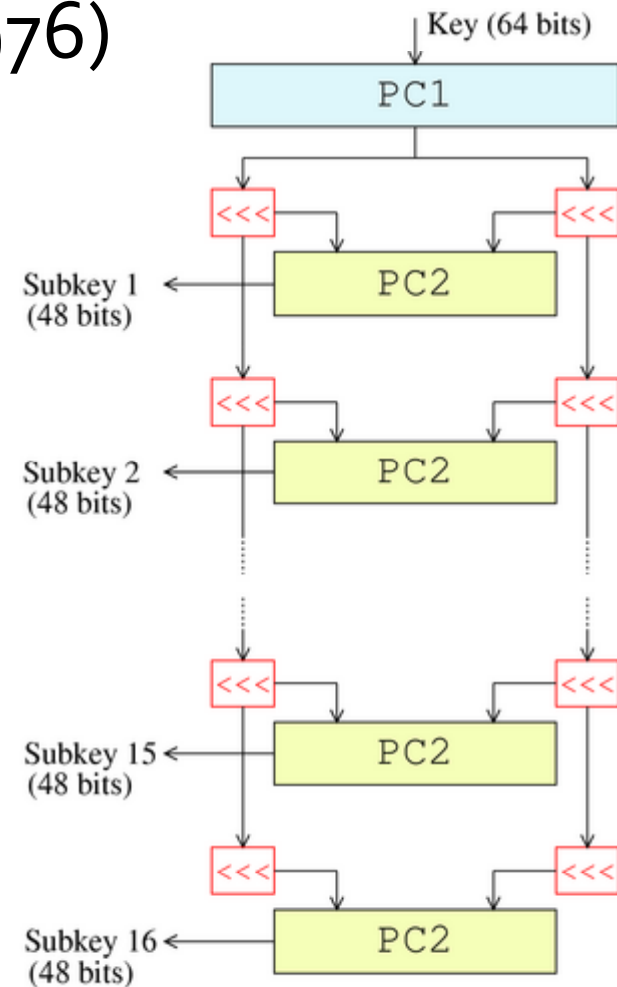 976)
Key (64 bits)
PC1
<<< <<<
PC2
Subkey 1
(48 bits)
<<< <<<
PC2
Subkey 2
(48 bits)
<<< <<<
PC2
Subkey 15
(48 bits)
<<< <<<
PC2
Subkey 16
(48 bits)